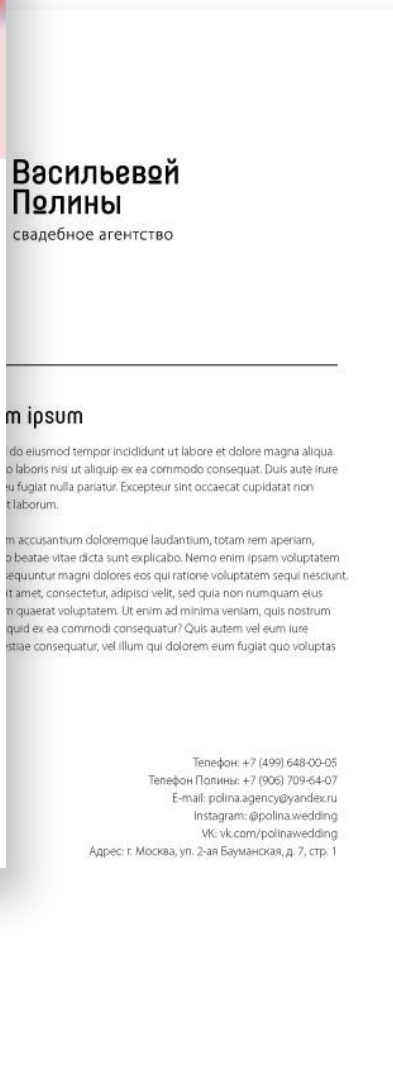 Васильевой
Полины
свадебное агентство
m ipsum
do eiusmod tempor incididunt ut labore et dolore magna aliqua.
o laboris nisi ut aliquip ex ea commodo consequat. Duis aute irure
eu fugiat nulla pariatur. Excepteur sint occaecat cupidatat non
t laborum.
m accusantium doloremque laudantium, totam rem aperiam,
o beatae vitae dicta sunt explicabo. Nemo enim ipsam voluptatem
sequuntur magni dolores eos qui ratione voluptatem sequi nesciunt.
it amet, consectetur, adipisci velit, sed quia non numquam eius
m quaerat voluptatem. Ut enim ad minima veniam, quis nostrum
quid ex ea commodi consequatur? Quis autem vel eum iure
estiae consequatur, vel illum qui dolorem eum fugiat quo voluptas
Телефон: +7 (499) 648-00-05
Телефон Полины: +7 (906) 709-64-07
E-mail: polina.agency@yandex.ru
Instagram: @polina.wedding
VK: vk.com/polinawedding
Адрес: г. Москва, ул. 2-ая Бауманская, д. 7, стр. 1